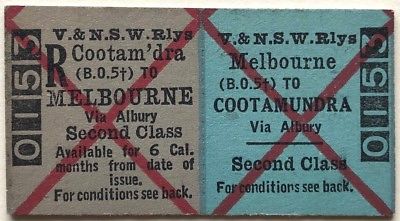 0153
V. & N.S.W. Rlys
R
Cootam'dra
(B.O.5†) TO
MELBOURNE
Via Albury
Second Class
Available for 6 Cal.
months from date of
issue.
For conditions see back.
V. & N.S.W. Rlys
Melbourne
(B.O.5†) TO
COOTAMUNDRA
Via Albury
Second Class
For conditions see back.
0153